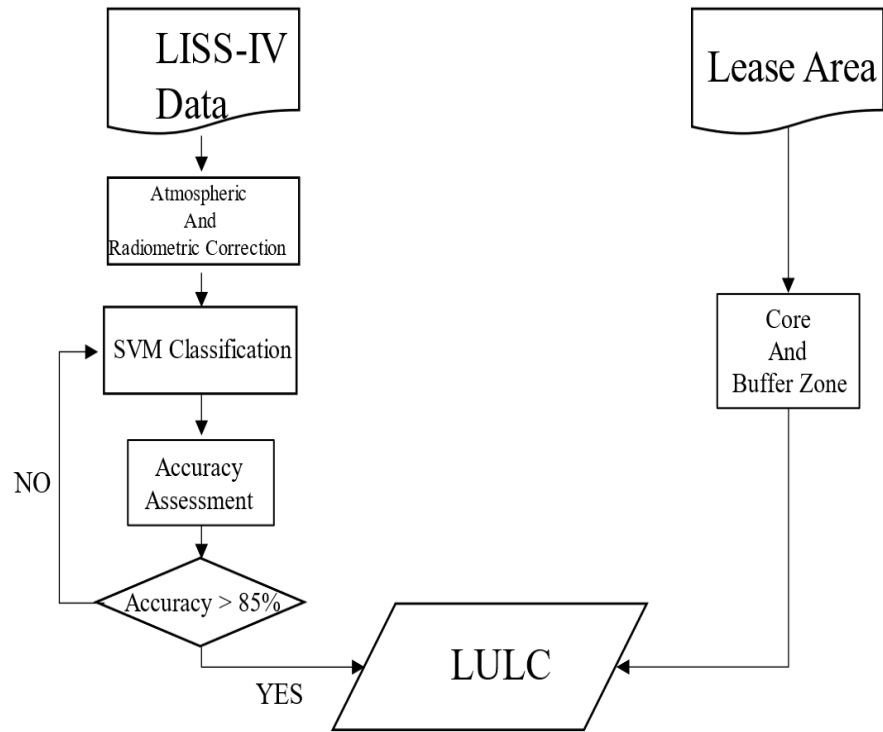 LISS-IV
Data
Lease Area
Atmospheric
And
Radiometric Correction
SVM Classification
Core
And
Buffer Zone
Accuracy
Assessment
NO
Accuracy > 85%
YES
LULC